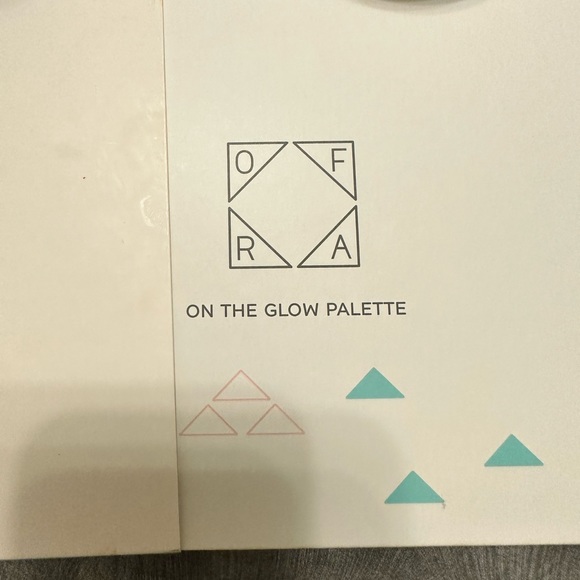 O F
R A
ON THE GLOW PALETTE